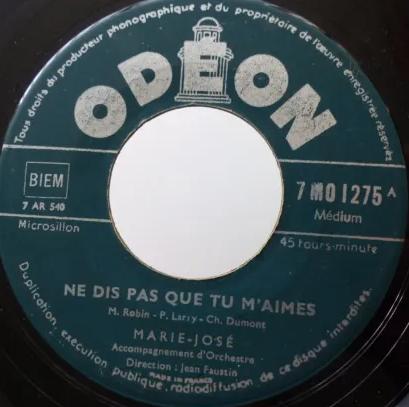 Tous droits du producteur phonographique et du propriétaire de l'œuvre enregistrée réservés.
ODEON
BIEM
7 AR 540
Microsillon
7 MO 1275 A
Médium
45 tours-minute
NE DIS PAS QUE TU M'AIMES
M. Robin - P. Larry - Ch. Dumont
MARIE-JOSÉ
Accompagnement d'Orchestre
Direction : Jean Faustin
MADE IN FRANCE
Duplication, exécution publique, radiodiffusion de ce disque interdites.